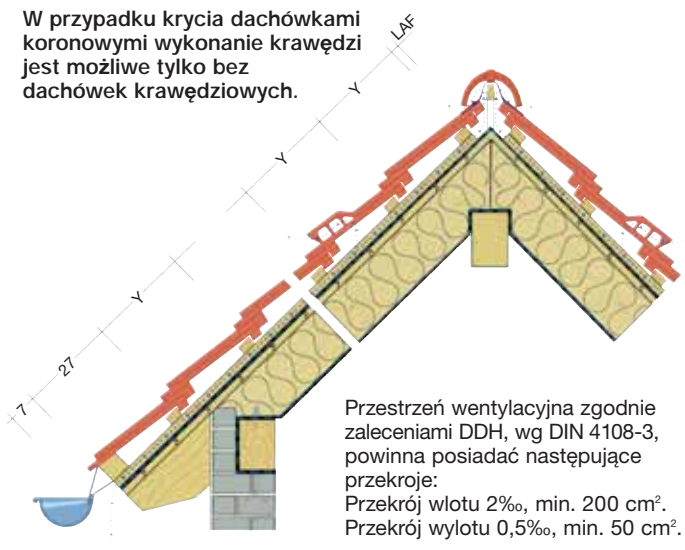 W przypadku krycia dachówkami
koronowymi wykonanie krawędzi
jest możliwe tylko bez
dachówek krawędziowych.
LAF
Y
Y
Y
27
7
Przestrzeń wentylacyjna zgodnie
zaleceniami DDH, wg DIN 4108-3,
powinna posiadać następujące
przekroje:
Przekrój wlotu 2‰, min. 200 cm².
Przekrój wylotu 0,5‰, min. 50 cm².